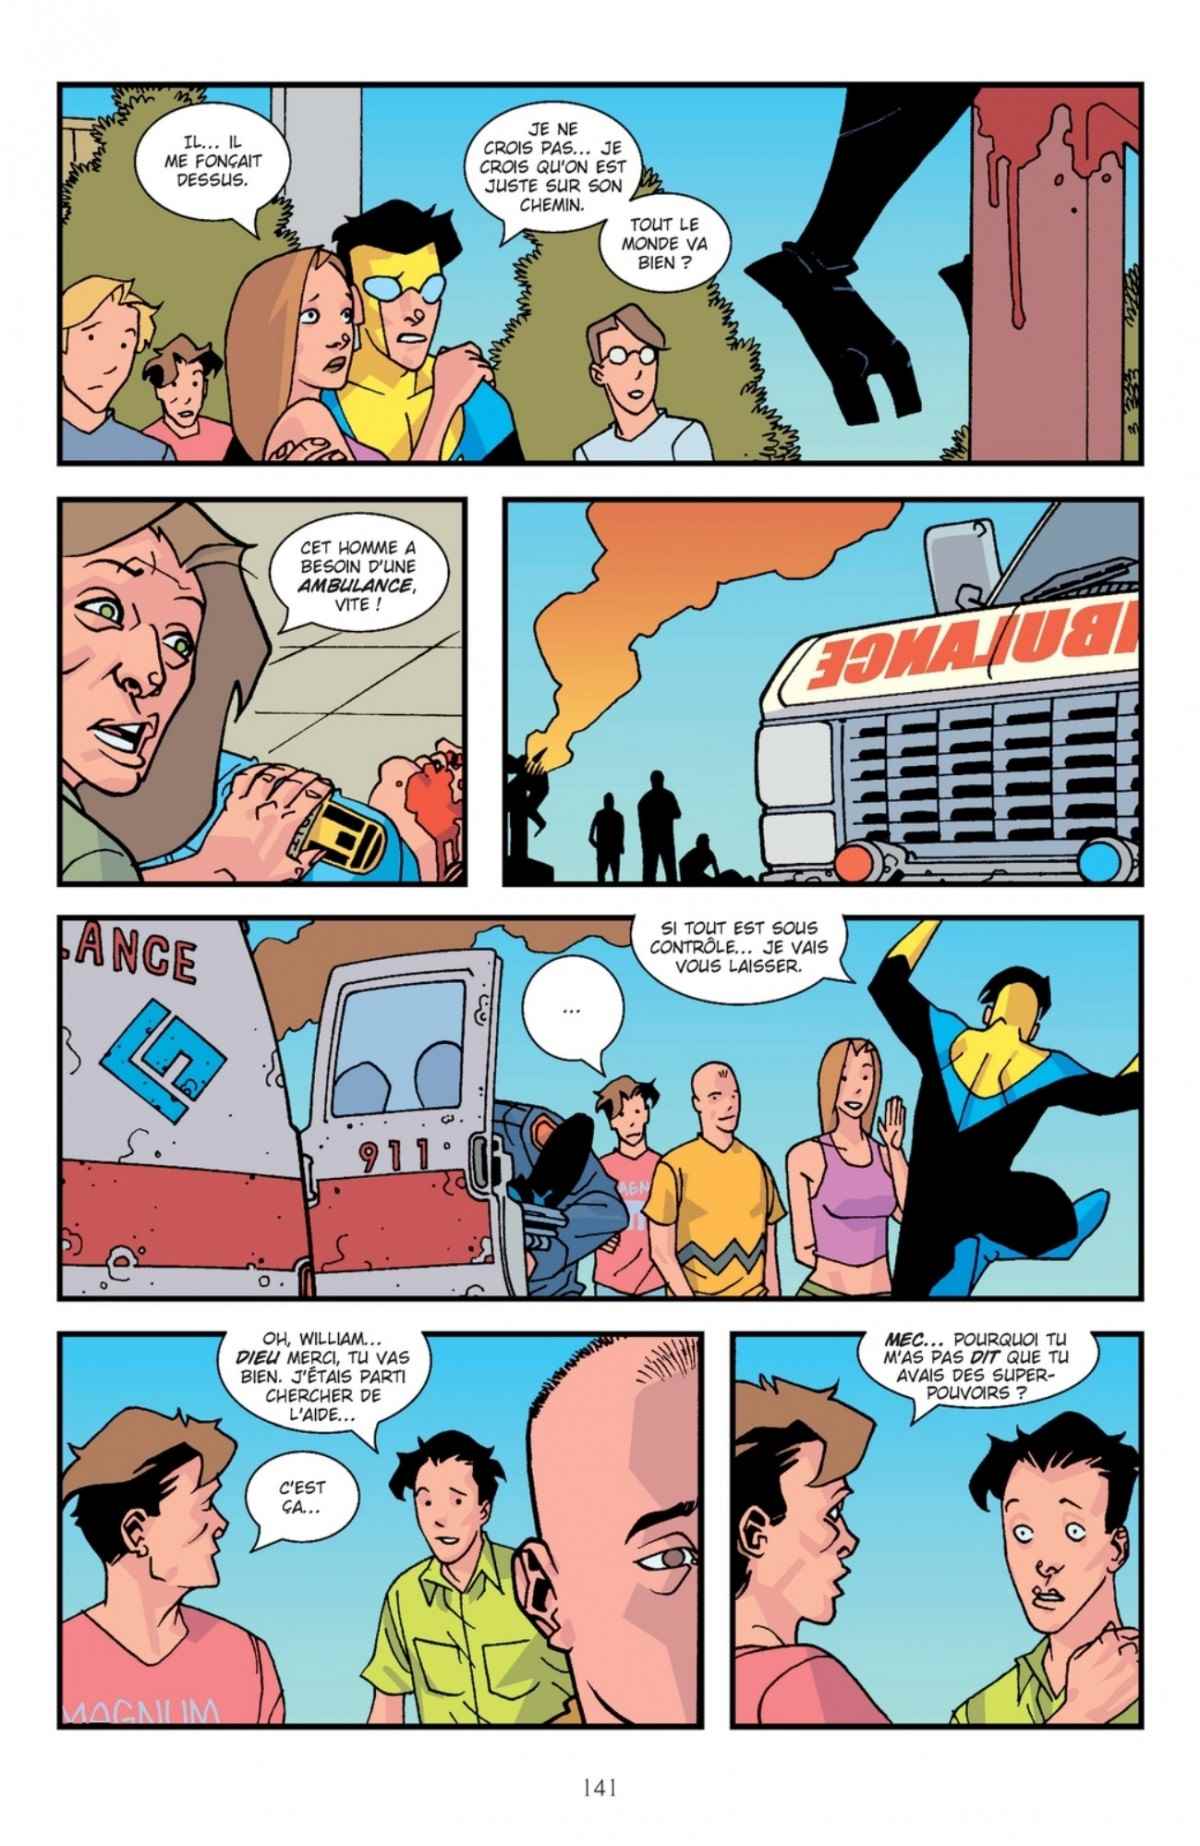 IL... IL
ME FONÇAIT
DESSUS.
JE NE
CROIS PAS... JE
CROIS QU'ON EST
JUSTE SUR SON
CHEMIN.
TOUT LE
MONDE VA
BIEN ?
CET HOMME A
BESOIN D'UNE
AMBULANCE,
VITE !
AMBULANCE
LANCE
911
SI TOUT EST SOUS
CONTRÔLE... JE VAIS
VOUS LAISSER.
...
OH, WILLIAM...
DIEU MERCI, TU VAS
BIEN. J'ÉTAIS PARTI
CHERCHER DE
L'AIDE...
C'EST
ÇA...
MAGNUM
MEC... POURQUOI TU
M'AS PAS DIT QUE TU
AVAIS DES SUPER-
POUVOIRS ?
141